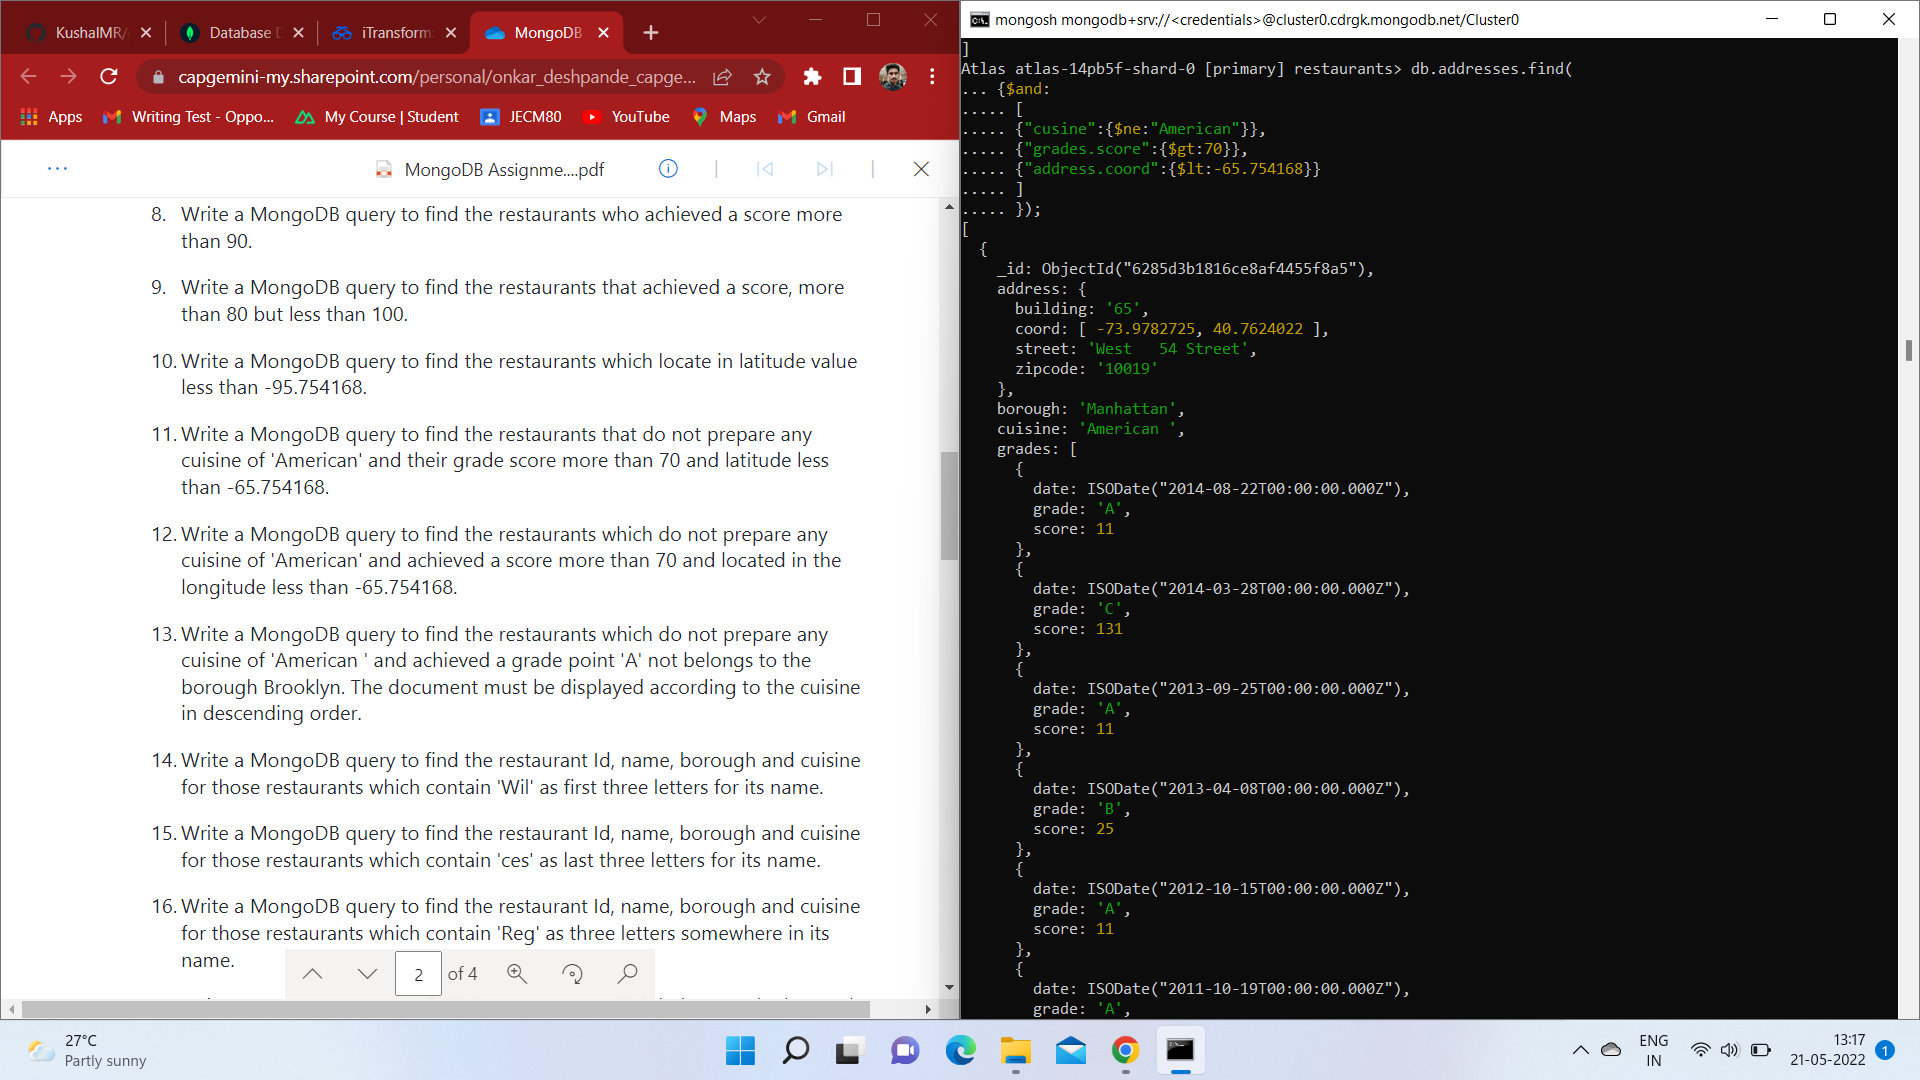 KushalMR/
Database D
iTransform
MongoDB
capgemini-my.sharepoint.com/personal/onkar_deshpande_capge...
Apps
Writing Test - Oppo...
My Course | Student
JECM80
YouTube
Maps
Gmail
MongoDB Assignme....pdf
8. Write a MongoDB query to find the restaurants who achieved a score more
than 90.
9. Write a MongoDB query to find the restaurants that achieved a score, more
than 80 but less than 100.
10. Write a MongoDB query to find the restaurants which locate in latitude value
less than -95.754168.
11. Write a MongoDB query to find the restaurants that do not prepare any
cuisine of 'American' and their grade score more than 70 and latitude less
than -65.754168.
12. Write a MongoDB query to find the restaurants which do not prepare any
cuisine of 'American' and achieved a score more than 70 and located in the
longitude less than -65.754168.
13. Write a MongoDB query to find the restaurants which do not prepare any
cuisine of 'American ' and achieved a grade point 'A' not belongs to the
borough Brooklyn. The document must be displayed according to the cuisine
in descending order.
14. Write a MongoDB query to find the restaurant Id, name, borough and cuisine
for those restaurants which contain 'Wil' as first three letters for its name.
15. Write a MongoDB query to find the restaurant Id, name, borough and cuisine
for those restaurants which contain 'ces' as last three letters for its name.
16. Write a MongoDB query to find the restaurant Id, name, borough and cuisine
for those restaurants which contain 'Reg' as three letters somewhere in its
name.
2 of 4
mongosh mongodb+srv://<credentials>@cluster0.cdrgk.mongodb.net/Cluster0
]
Atlas atlas-14pb5f-shard-0 [primary] restaurants> db.addresses.find(
... {$and:
..... [
..... {"cusine":{$ne:"American"}},
..... {"grades.score":{$gt:70}},
..... {"address.coord":{$lt:-65.754168}}
..... ]
..... });
[
{
_id: ObjectId("6285d3b1816ce8af4455f8a5"),
address: {
building: '65',
coord: [ -73.9782725, 40.7624022 ],
street: 'West   54 Street',
zipcode: '10019'
},
borough: 'Manhattan',
cuisine: 'American ',
grades: [
{
date: ISODate("2014-08-22T00:00:00.000Z"),
grade: 'A',
score: 11
},
{
date: ISODate("2014-03-28T00:00:00.000Z"),
grade: 'C',
score: 131
},
{
date: ISODate("2013-09-25T00:00:00.000Z"),
grade: 'A',
score: 11
},
{
date: ISODate("2013-04-08T00:00:00.000Z"),
grade: 'B',
score: 25
},
{
date: ISODate("2012-10-15T00:00:00.000Z"),
grade: 'A',
score: 11
},
{
date: ISODate("2011-10-19T00:00:00.000Z"),
grade: 'A',
27°C
Partly sunny
ENG
IN
13:17
21-05-2022
1